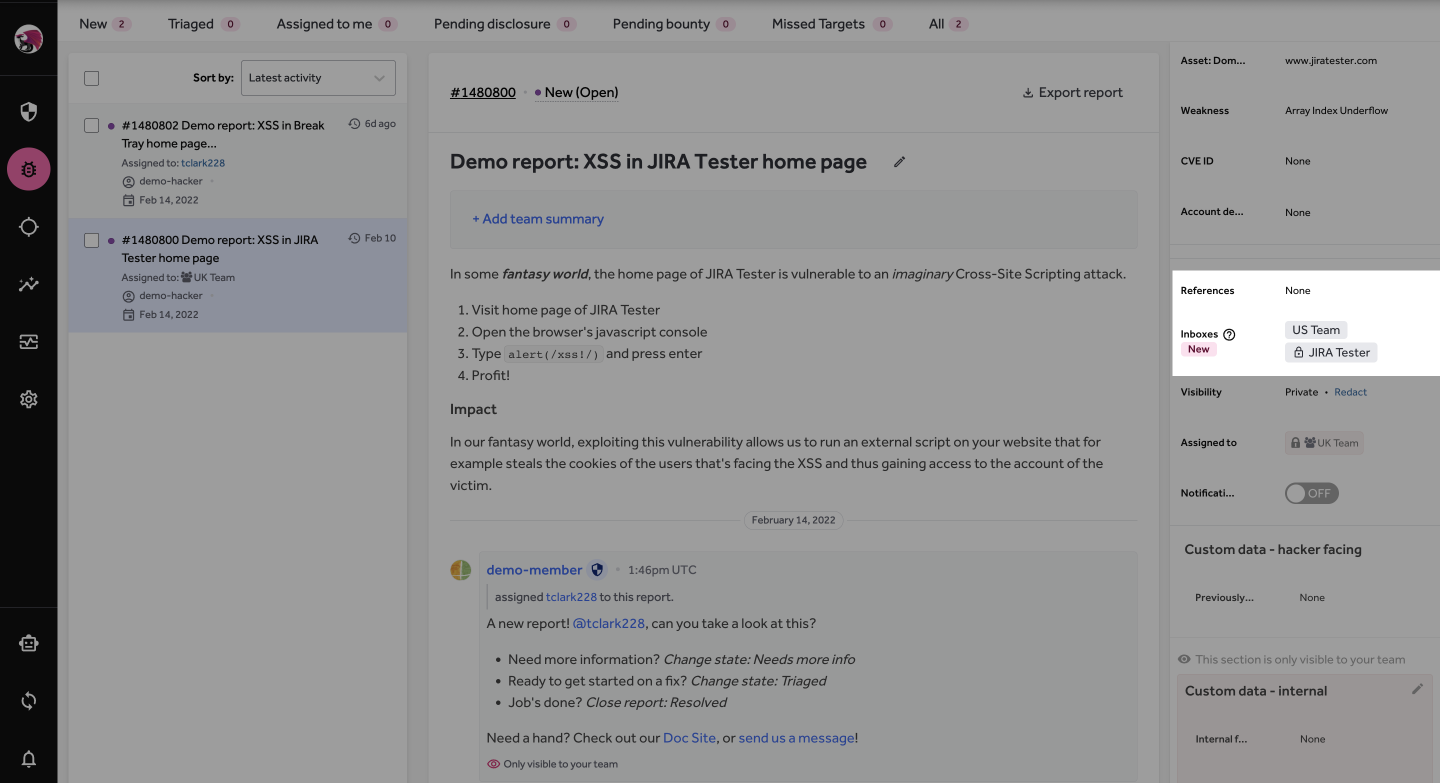 New 2 Triaged 0 Assigned to me 0 Pending disclosure 0 Pending bounty 0 Missed Targets 0 All 2
Sort by: Latest activity
#1480802 Demo report: XSS in Break 6d ago
Tray home page...
Assigned to: tclark228
demo-hacker
Feb 14, 2022
#1480800 Demo report: XSS in JIRA Feb 10
Tester home page
Assigned to: UK Team
demo-hacker
Feb 14, 2022
#1480800 • New (Open) Export report
Demo report: XSS in JIRA Tester home page
+ Add team summary
In some fantasy world, the home page of JIRA Tester is vulnerable to an imaginary Cross-Site Scripting attack.
1. Visit home page of JIRA Tester
2. Open the browser's javascript console
3. Type alert(/xss!/) and press enter
4. Profit!
Impact
In our fantasy world, exploiting this vulnerability allows us to run an external script on your website that for
example steals the cookies of the users that's facing the XSS and thus gaining access to the account of the
victim.
February 14, 2022
demo-member • 1:46pm UTC
assigned tclark228 to this report.
A new report! @tclark228, can you take a look at this?
• Need more information? Change state: Needs more info
• Ready to get started on a fix? Change state: Triaged
• Job's done? Close report: Resolved
Need a hand? Check out our Doc Site, or send us a message!
Only visible to your team
Asset: Dom... www.jiratester.com
Weakness Array Index Underflow
CVE ID None
Account de... None
References None
Inboxes US Team
New JIRA Tester
Visibility Private • Redact
Assigned to UK Team
Notificati... OFF
Custom data - hacker facing
Previously... None
This section is only visible to your team
Custom data - internal
Internal f... None